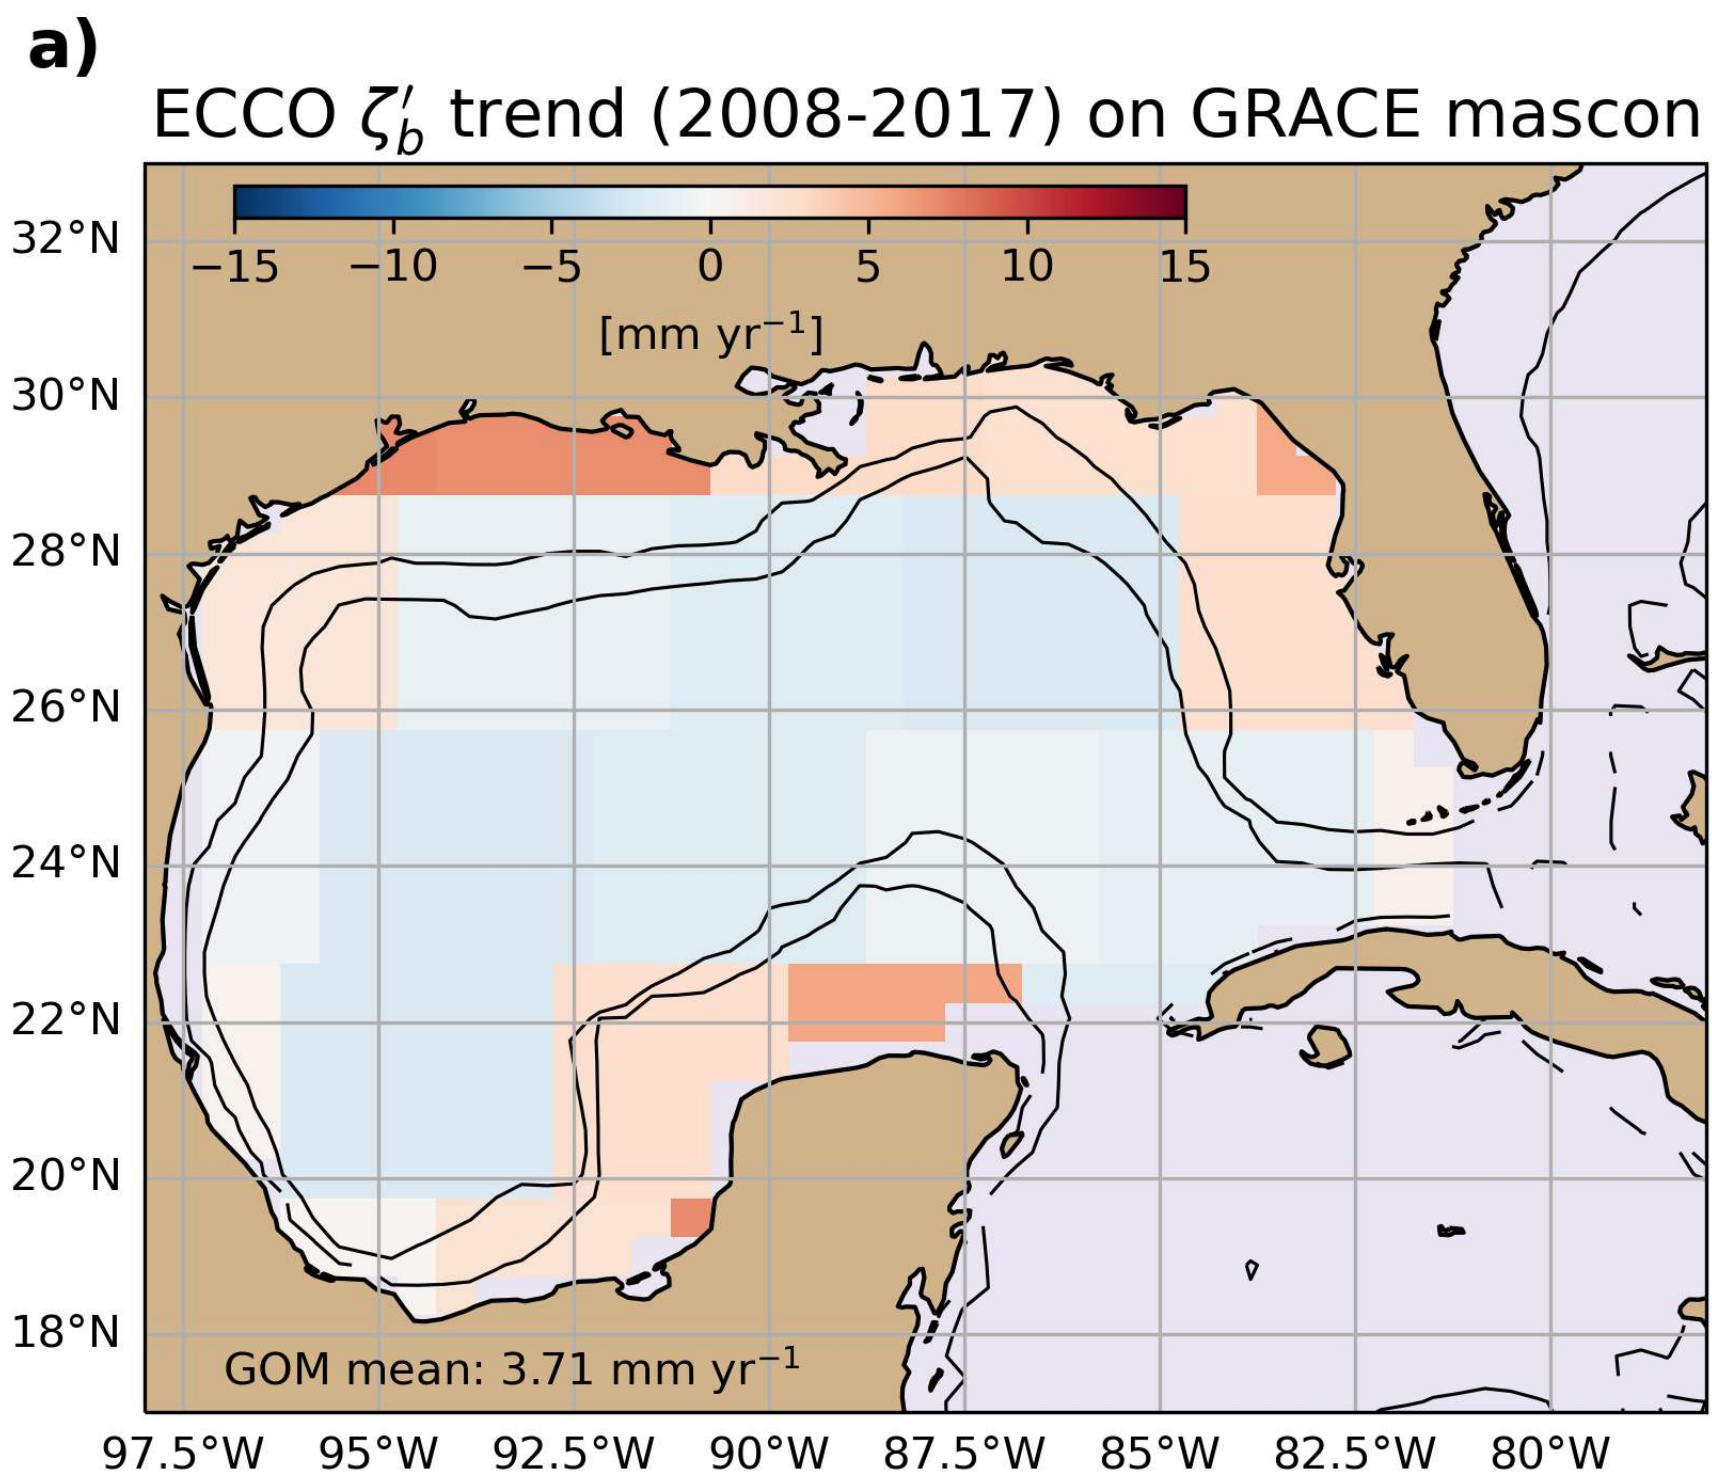 a)
ECCO ζ′b trend (2008-2017) on GRACE mascon
−15 −10 −5 0 5 10 15
[mm yr−1]
32°N
30°N
28°N
26°N
24°N
22°N
20°N
18°N
GOM mean: 3.71 mm yr−1
97.5°W 95°W 92.5°W 90°W 87.5°W 85°W 82.5°W 80°W